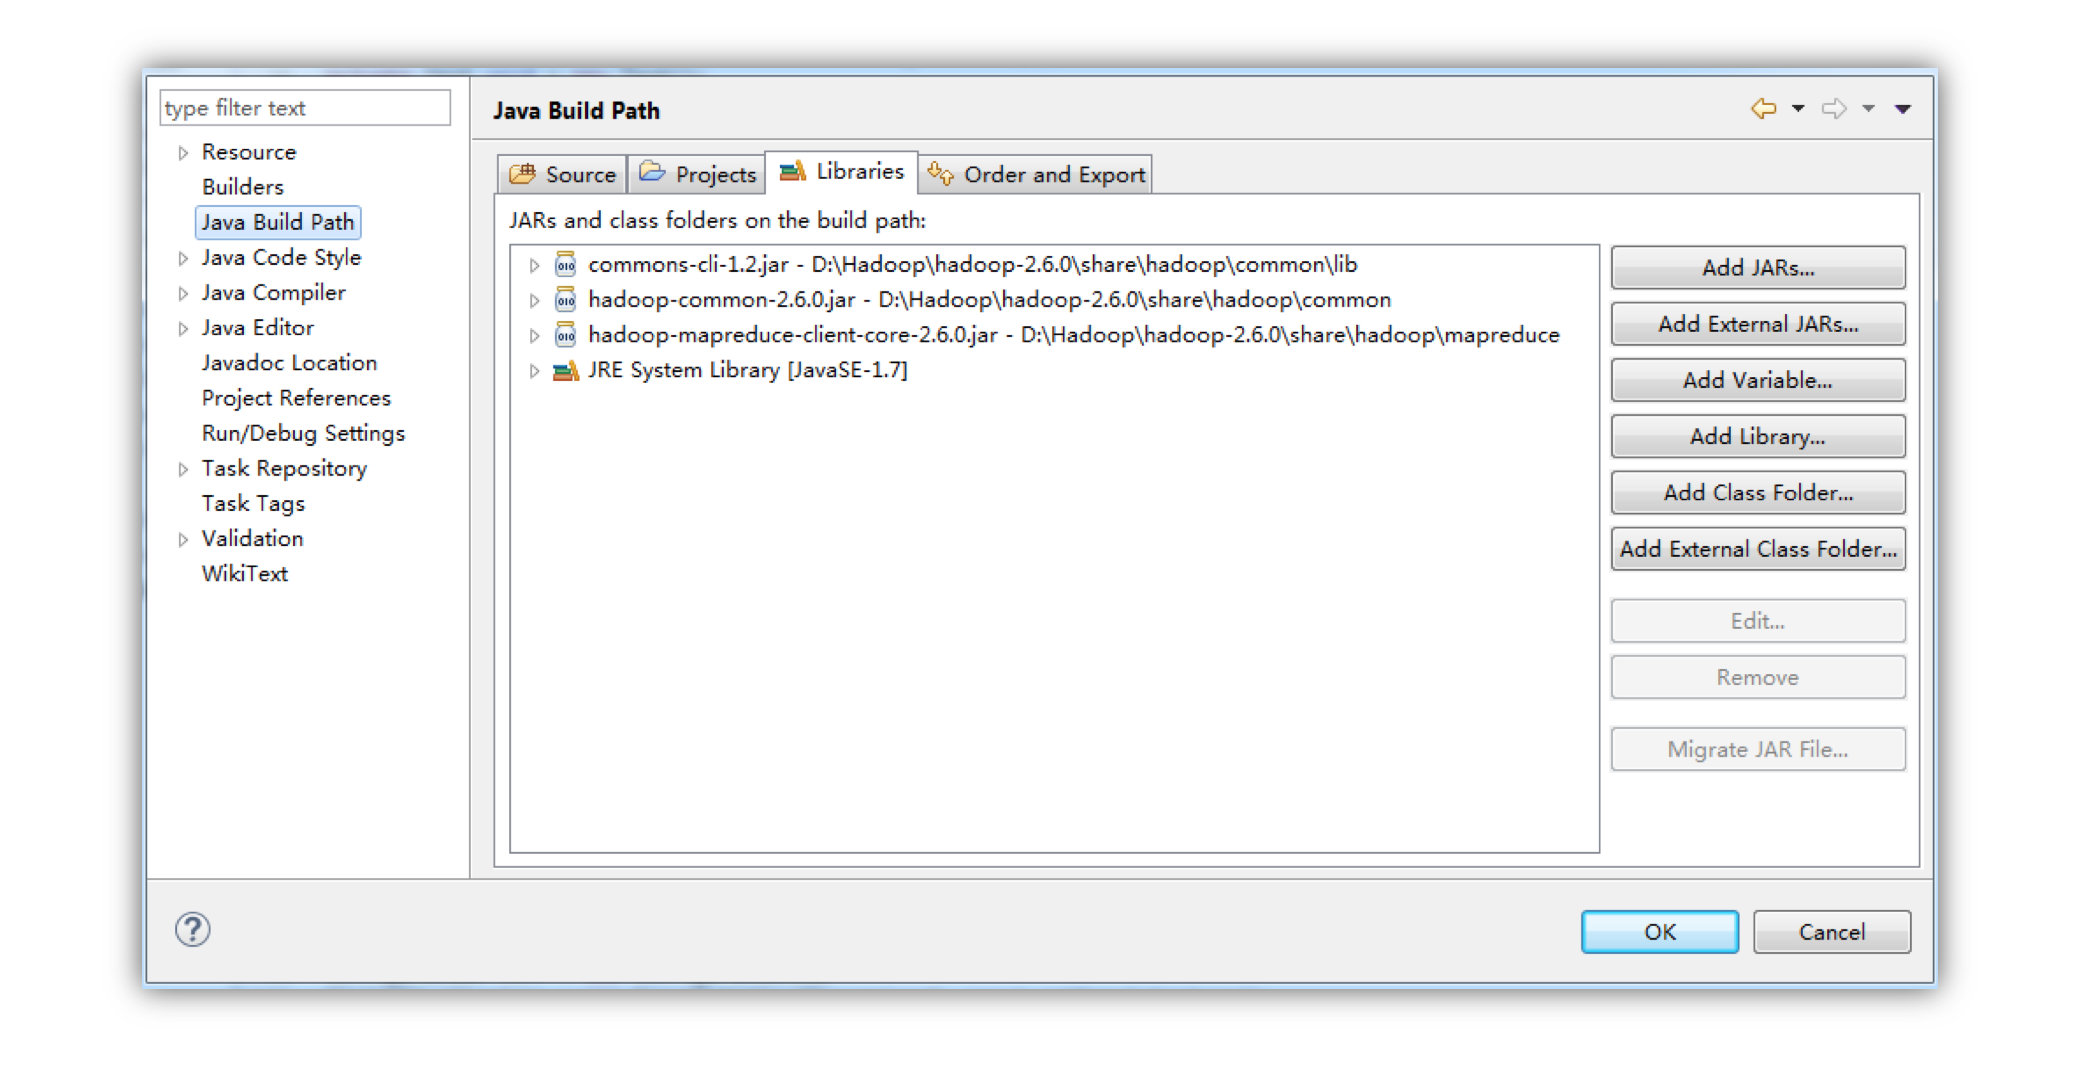 type filter text
Resource
Builders
Java Build Path
Java Code Style
Java Compiler
Java Editor
Javadoc Location
Project References
Run/Debug Settings
Task Repository
Task Tags
Validation
WikiText
Java Build Path
Source Projects Libraries Order and Export
JARs and class folders on the build path:
commons-cli-1.2.jar - D:\Hadoop\hadoop-2.6.0\share\hadoop\common\lib
hadoop-common-2.6.0.jar - D:\Hadoop\hadoop-2.6.0\share\hadoop\common
hadoop-mapreduce-client-core-2.6.0.jar - D:\Hadoop\hadoop-2.6.0\share\hadoop\mapreduce
JRE System Library [JavaSE-1.7]
Add JARs...
Add External JARs...
Add Variable...
Add Library...
Add Class Folder...
Add External Class Folder...
Edit...
Remove
Migrate JAR File...
OK
Cancel